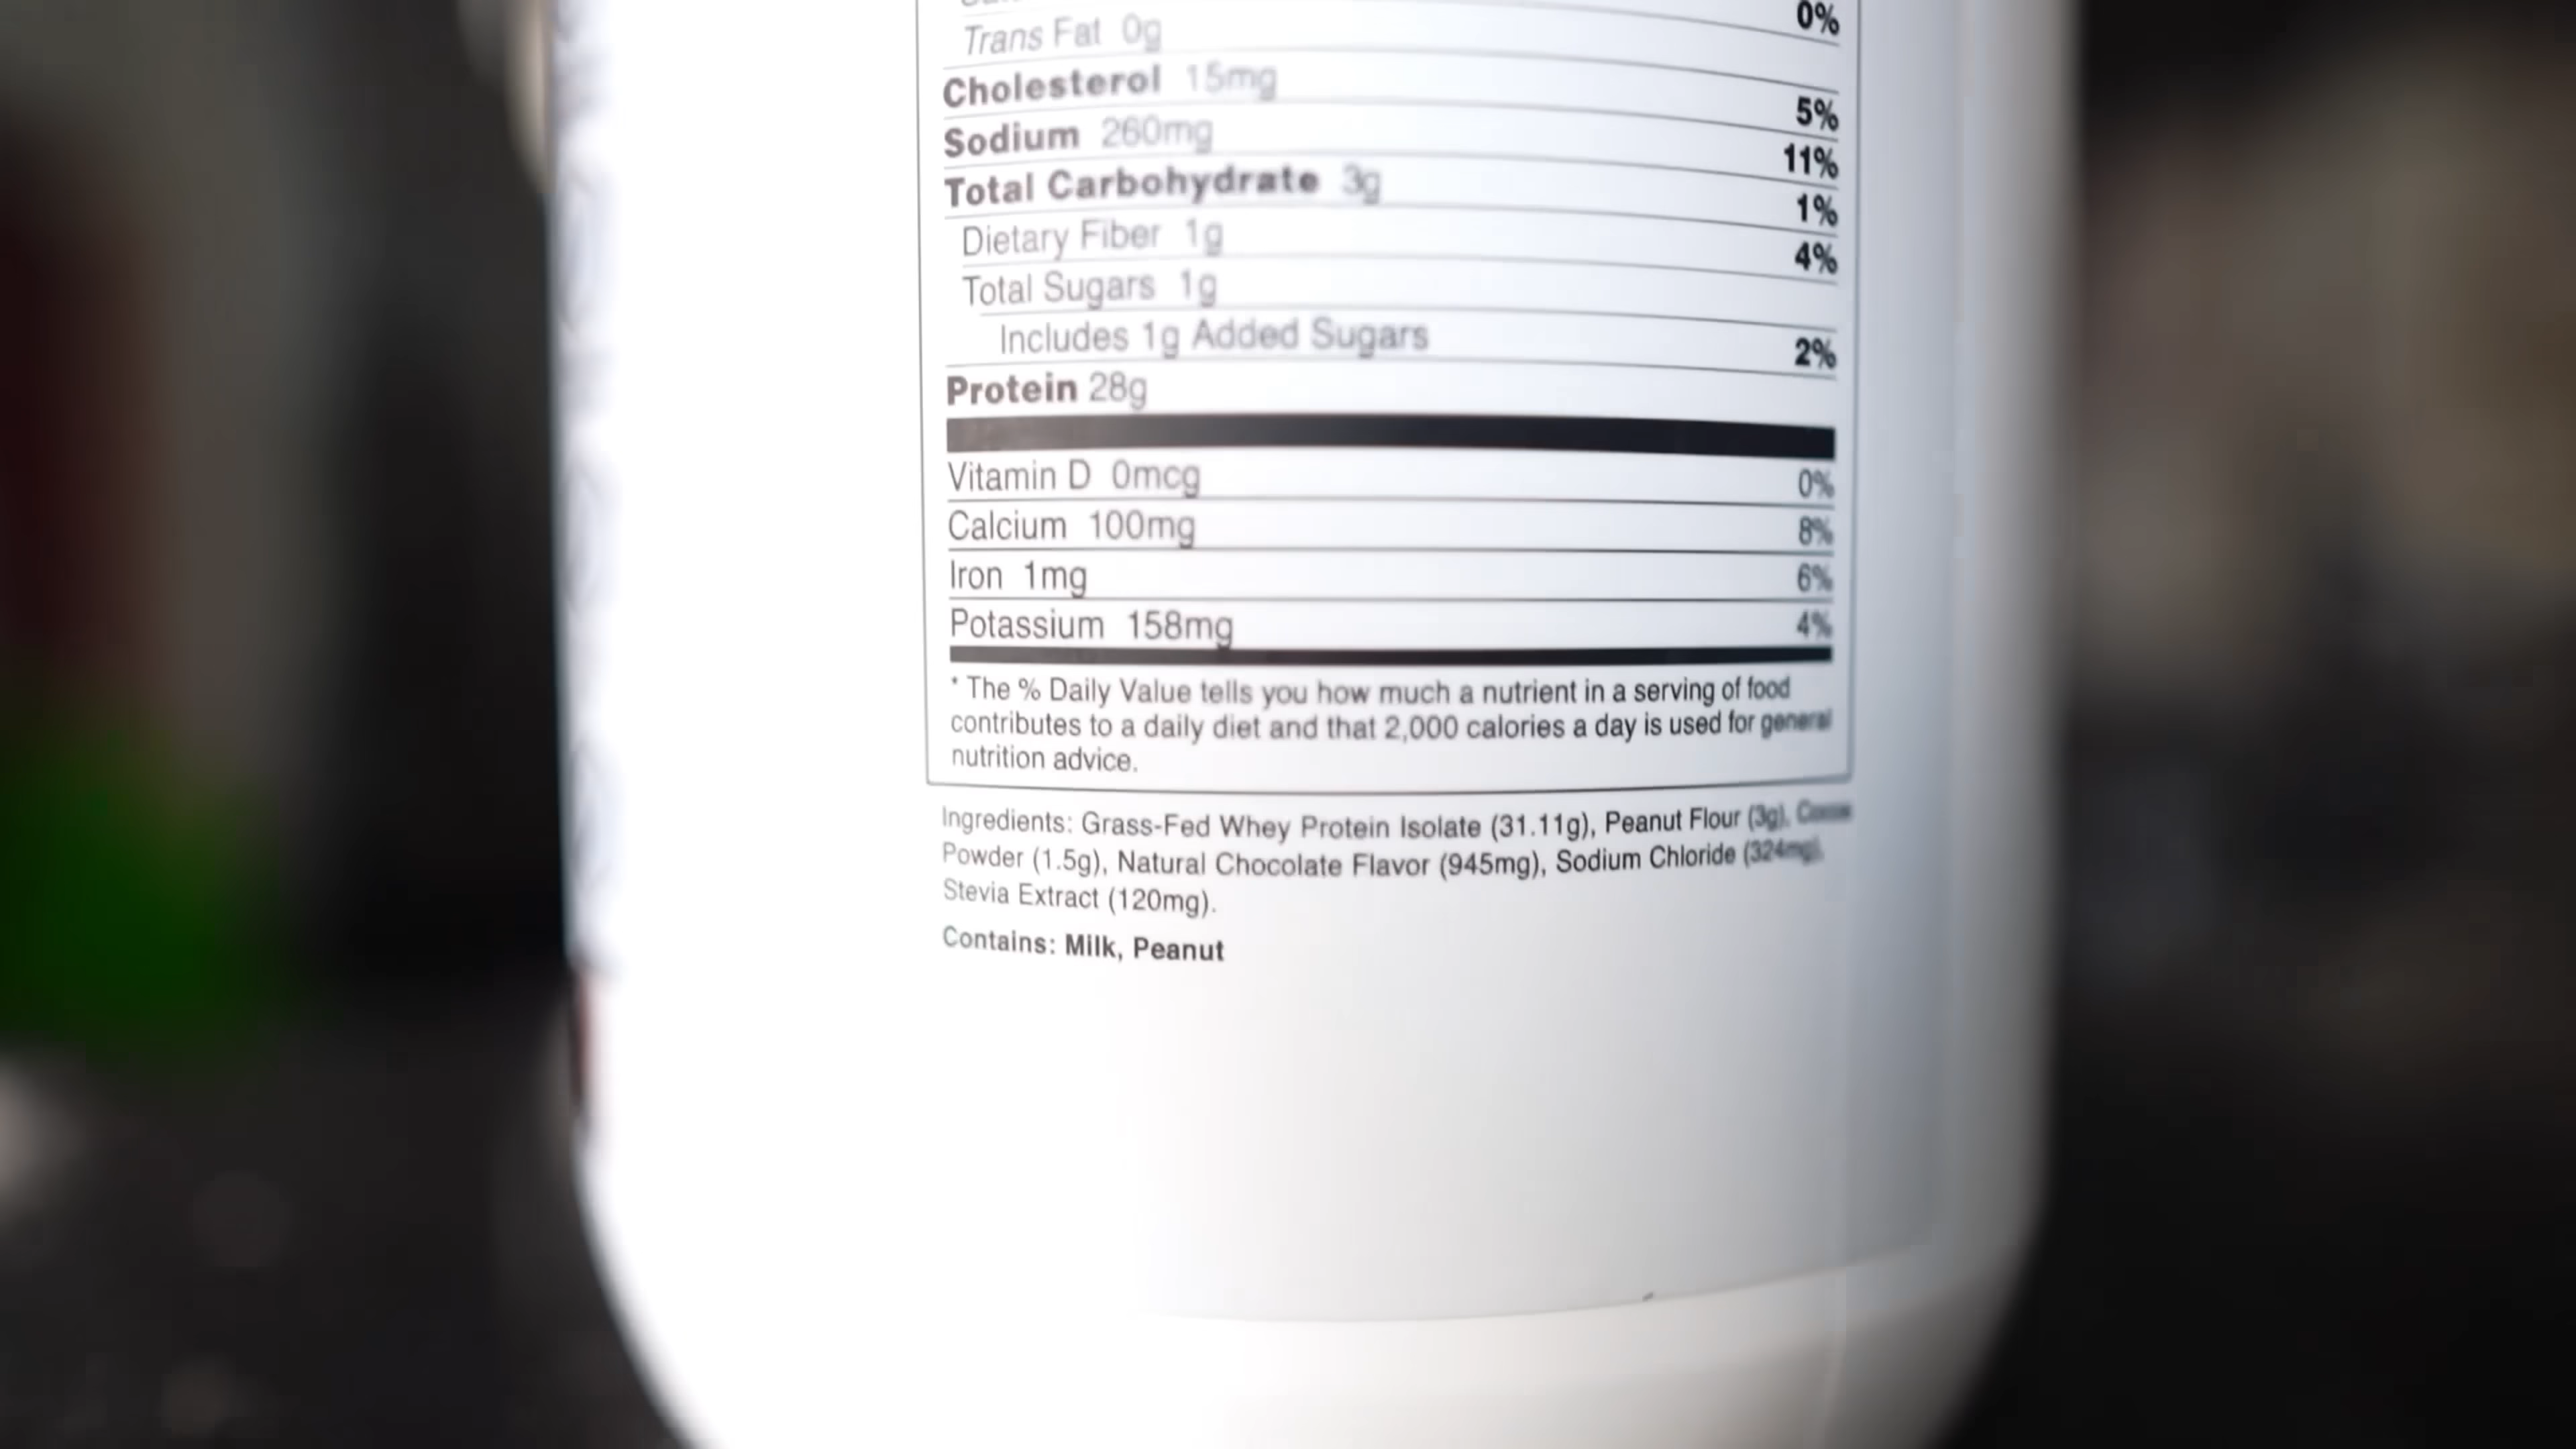 0%
Trans Fat 0g
Cholesterol 15mg 5%
Sodium 260mg 11%
Total Carbohydrate 3g 1%
Dietary Fiber 1g 4%
Total Sugars 1g
Includes 1g Added Sugars 2%
Protein 28g
Vitamin D 0mcg 0%
Calcium 100mg 8%
Iron 1mg 6%
Potassium 158mg 4%
* The % Daily Value tells you how much a nutrient in a serving of food
contributes to a daily diet and that 2,000 calories a day is used for general
nutrition advice.
Ingredients: Grass-Fed Whey Protein Isolate (31.11g), Peanut Flour (3g),
Powder (1.5g), Natural Chocolate Flavor (945mg), Sodium Chloride (324mg),
Stevia Extract (120mg).
Contains: Milk, Peanut